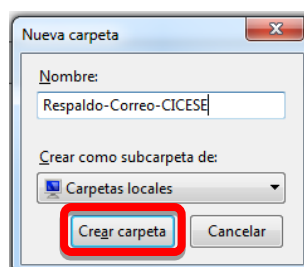 Nueva carpeta
Nombre:
Respaldo-Correo-CICESE
Crear como subcarpeta de:
Carpetas locales
Crear carpeta
Cancelar